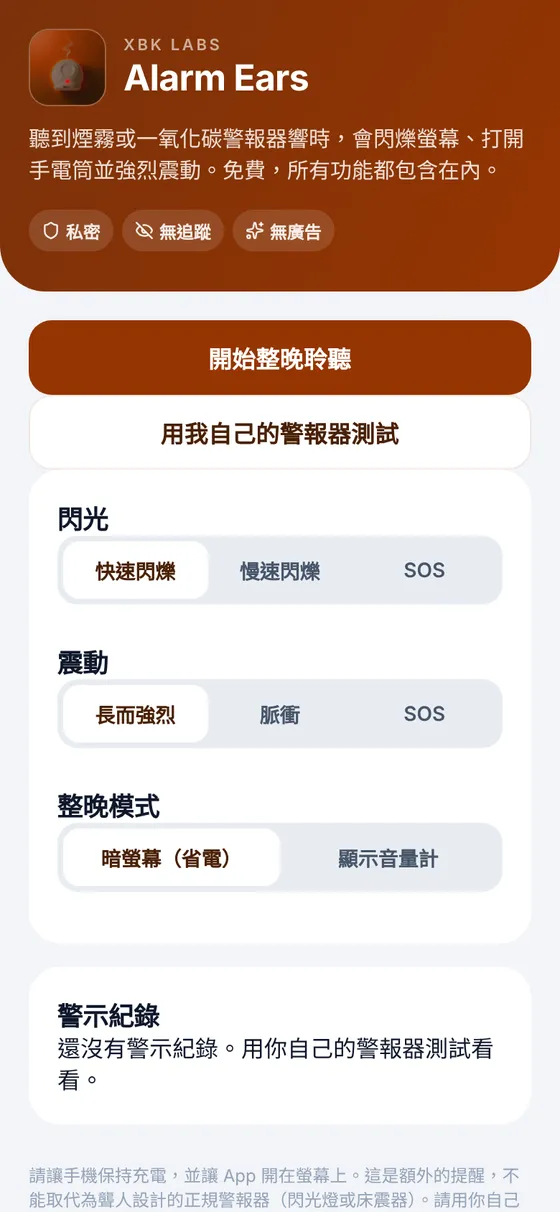 XBK LABS
Alarm Ears
聽到煙霧或一氧化碳警報器響時，會閃爍螢幕、打開
手電筒並強烈震動。免費，所有功能都包含在內。
私密 無追蹤 無廣告
開始整晚聆聽
用我自己的警報器測試
閃光
快速閃爍 慢速閃爍 SOS
震動
長而強烈 脈衝 SOS
整晚模式
暗螢幕（省電） 顯示音量計
警示紀錄
還沒有警示紀錄。用你自己的警報器測試看
看。
請讓手機保持充電，並讓 App 開在螢幕上。這是額外的提醒，不
能取代為聾人設計的正規警報器（閃光燈或床震器）。請用你自己